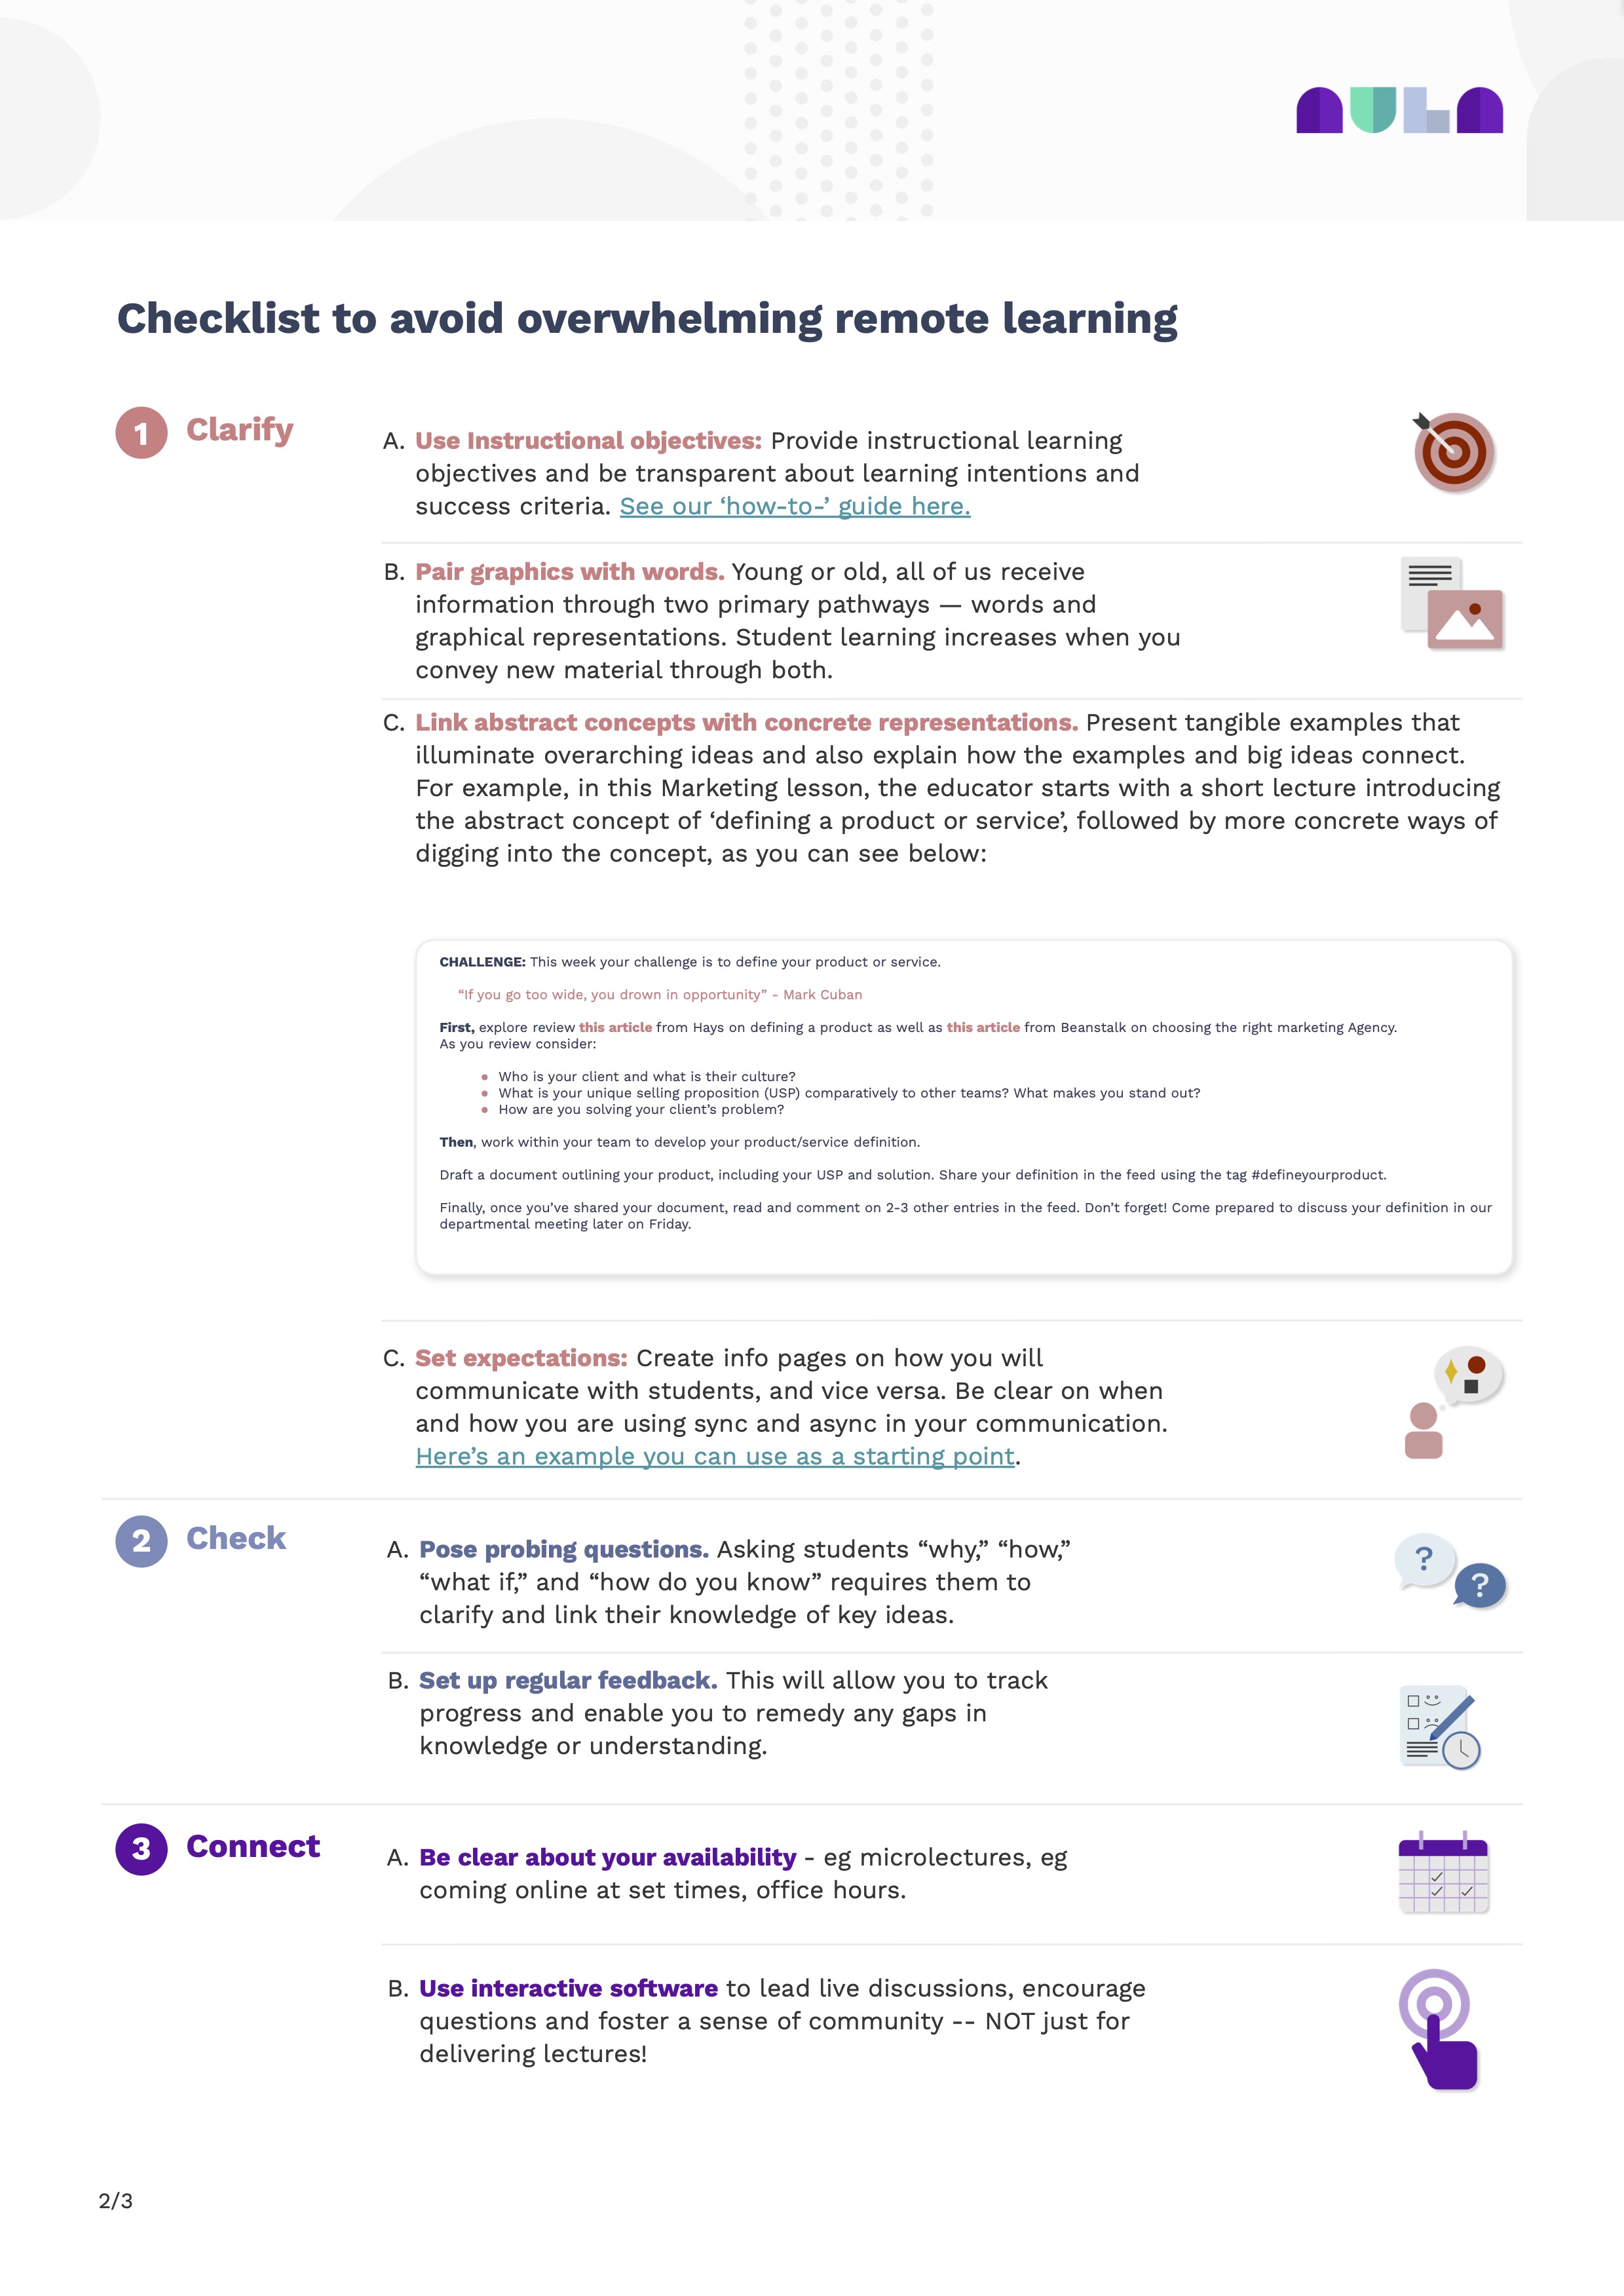 AULA
Checklist to avoid overwhelming remote learning
1 Clarify
A. Use Instructional objectives: Provide instructional learning
objectives and be transparent about learning intentions and
success criteria. See our ‘how-to-’ guide here.
B. Pair graphics with words. Young or old, all of us receive
information through two primary pathways — words and
graphical representations. Student learning increases when you
convey new material through both.
C. Link abstract concepts with concrete representations. Present tangible examples that
illuminate overarching ideas and also explain how the examples and big ideas connect.
For example, in this Marketing lesson, the educator starts with a short lecture introducing
the abstract concept of ‘defining a product or service’, followed by more concrete ways of
digging into the concept, as you can see below:
CHALLENGE: This week your challenge is to define your product or service.
“If you go too wide, you drown in opportunity” - Mark Cuban
First, explore review this article from Hays on defining a product as well as this article from Beanstalk on choosing the right marketing Agency.
As you review consider:
● Who is your client and what is their culture?
● What is your unique selling proposition (USP) comparatively to other teams? What makes you stand out?
● How are you solving your client’s problem?
Then, work within your team to develop your product/service definition.
Draft a document outlining your product, including your USP and solution. Share your definition in the feed using the tag #defineyourproduct.
Finally, once you’ve shared your document, read and comment on 2-3 other entries in the feed. Don’t forget! Come prepared to discuss your definition in our
departmental meeting later on Friday.
C. Set expectations: Create info pages on how you will
communicate with students, and vice versa. Be clear on when
and how you are using sync and async in your communication.
Here’s an example you can use as a starting point.
2 Check
A. Pose probing questions. Asking students “why,” “how,”
“what if,” and “how do you know” requires them to
clarify and link their knowledge of key ideas.
? ?
B. Set up regular feedback. This will allow you to track
progress and enable you to remedy any gaps in
knowledge or understanding.
3 Connect
A. Be clear about your availability - eg microlectures, eg
coming online at set times, office hours.
B. Use interactive software to lead live discussions, encourage
questions and foster a sense of community -- NOT just for
delivering lectures!
2/3